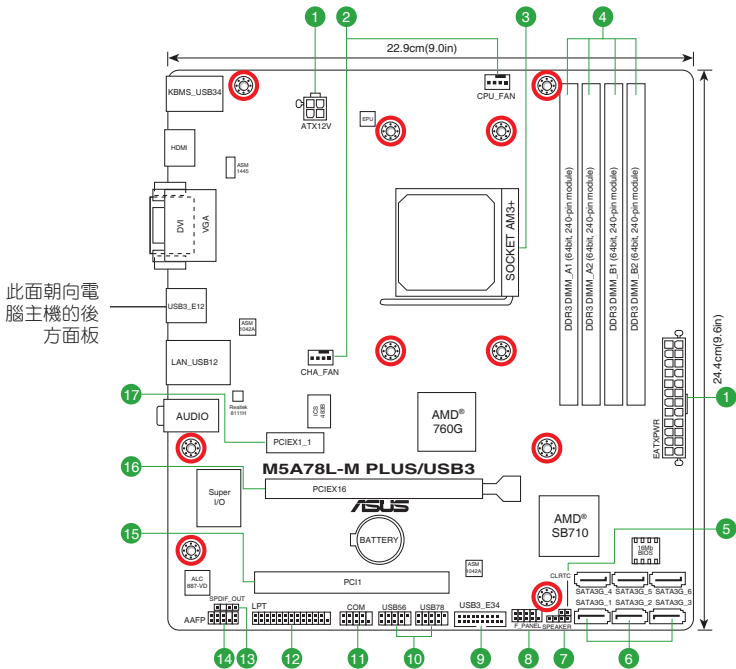 1
2
3
4
22.9cm(9.0in)
KBMS_USB34
ATX12V
EPU
CPU_FAN
HDMI
ASM
1445
DVI
VGA
SOCKET AM3+
DDR3 DIMM_A1 (64bit, 240-pin module)
DDR3 DIMM_A2 (64bit, 240-pin module)
DDR3 DIMM_B1 (64bit, 240-pin module)
DDR3 DIMM_B2 (64bit, 240-pin module)
24.4cm(9.6in)
此面朝向電
腦主機的後
方面板
USB3_E12
ASM
1042A
LAN_USB12
CHA_FAN
Realtek
8111H
ICS
AUDIO
17
PCIEX1_1
AMD®
760G
EATXPWR
1
M5A78L-M PLUS/USB3
16
PCIEX16
Super
I/O
ASUS
BATTERY
AMD®
SB710
5
16Mb
BIOS
15
PCI1
ASM
1042A
CLRTC
ALC
887-VD
SATA3G_4
SATA3G_5
SATA3G_6
SATA3G_1
SATA3G_2
SATA3G_3
SPDIF_OUT
AAFP
LPT
COM
USB56
USB78
USB3_E34
F_PANEL
SPEAKER
14
13
12
11
10
9
8
7
6